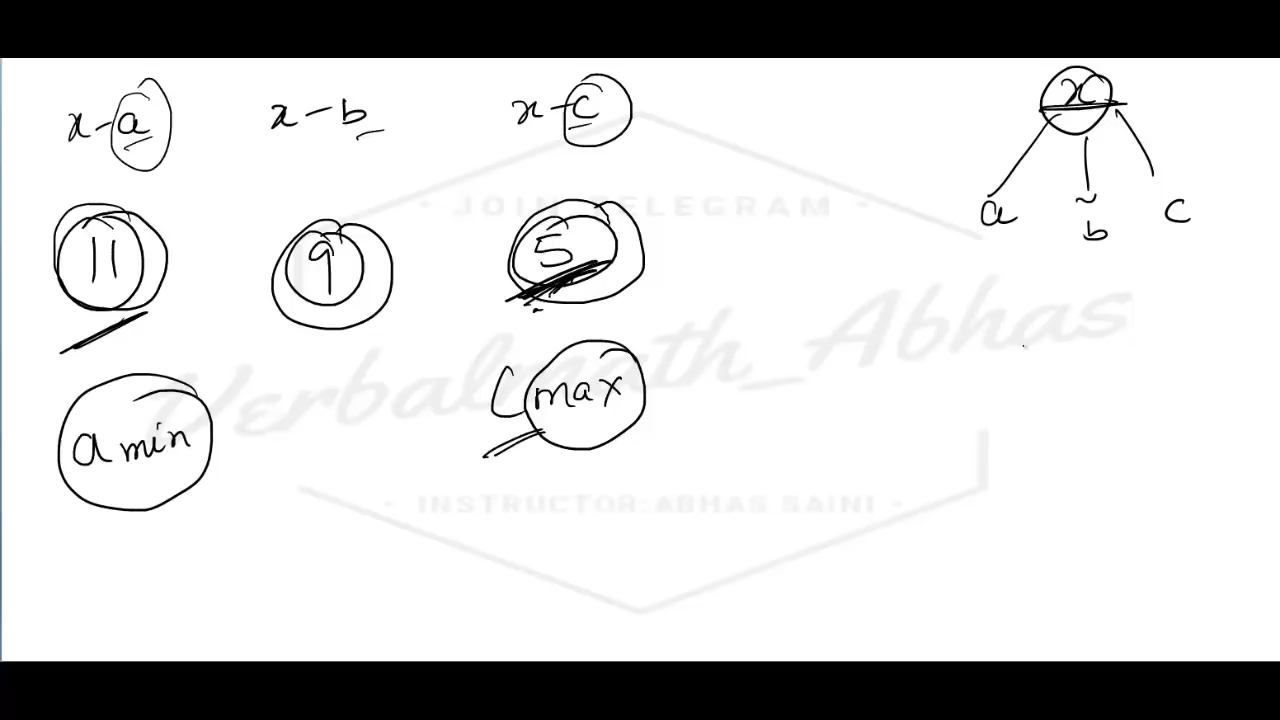 x-a x-b x-c x
· JOIN TELEGRAM ·
a b c
11 9 5
Verbalmath_Abhas
C max
a min
· INSTRUCTOR:ABHAS SAINI ·